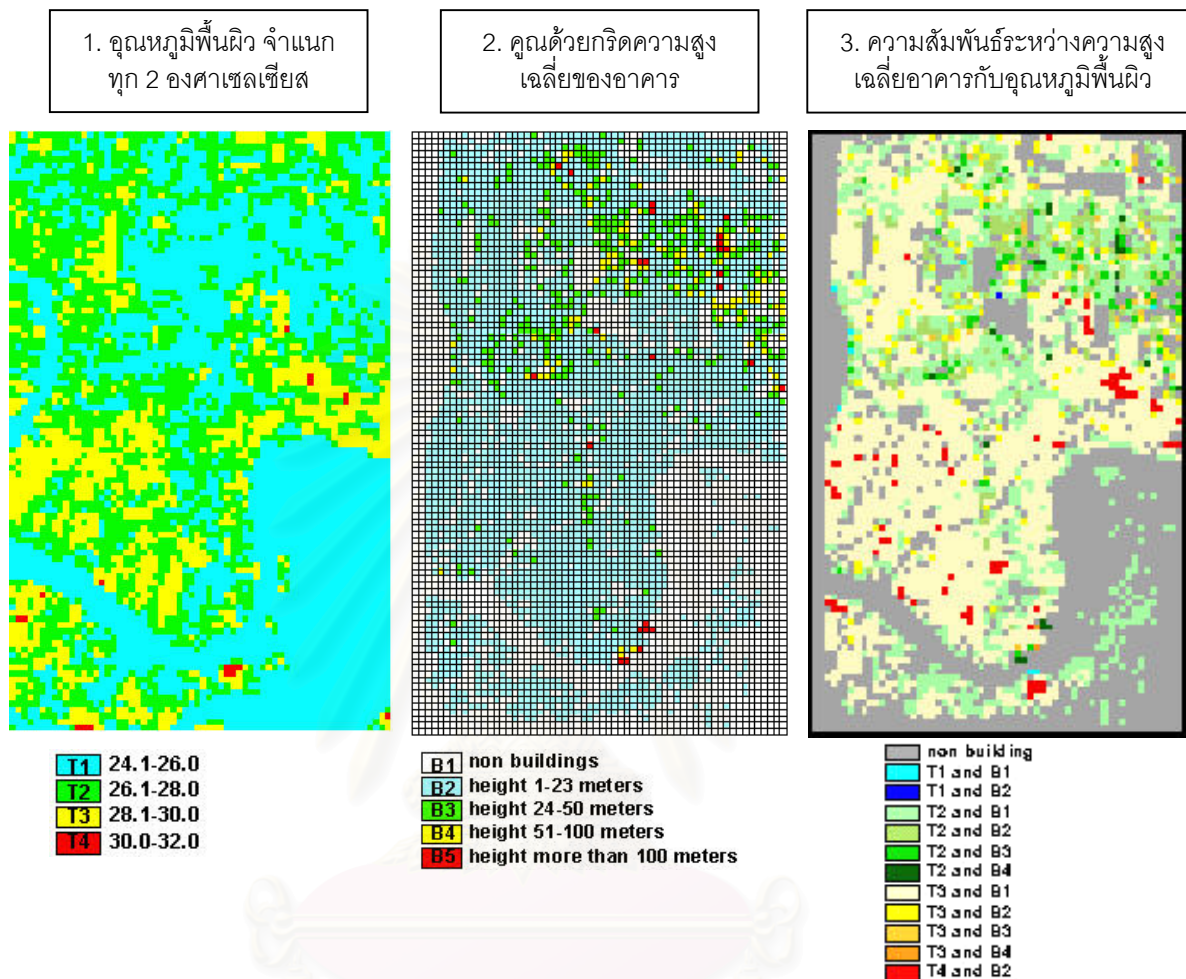 1. อุณหภูมิพื้นผิว จำแนก
ทุก 2 องศาเซลเซียส
2. คูณด้วยกริดความสูง
เฉลี่ยของอาคาร
3. ความสัมพันธ์ระหว่างความสูง
เฉลี่ยอาคารกับอุณหภูมิพื้นผิว
T1 24.1-26.0
T2 26.1-28.0
T3 28.1-30.0
T4 30.0-32.0
B1 non buildings
B2 height 1-23 meters
B3 height 24-50 meters
B4 height 51-100 meters
B5 height more than 100 meters
non building
T1 and B1
T1 and B2
T2 and B1
T2 and B2
T2 and B3
T2 and B4
T3 and B1
T3 and B2
T3 and B3
T3 and B4
T4 and B2